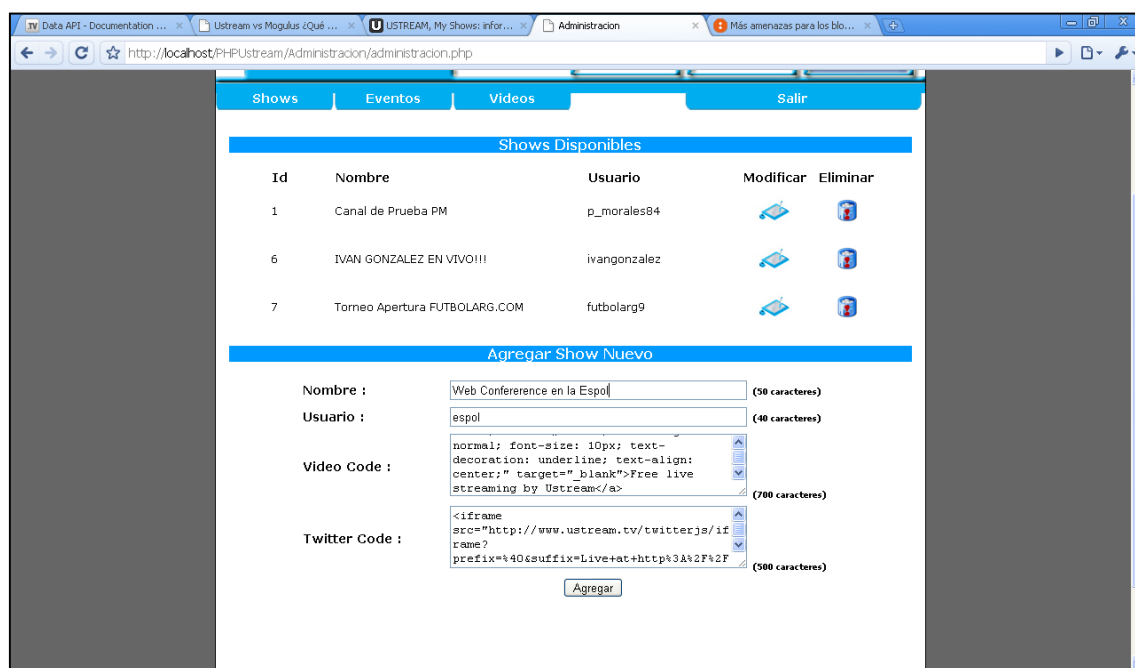 Data API - Documentation ...
Ustream vs Mogulus ¿Qué ...
USTREAM, My Shows: infor...
Administracion
Más amenazas para los blo...
http://localhost/PHPUstream/Administracion/administracion.php
Shows
Eventos
Videos
Salir
Shows Disponibles
Id Nombre Usuario Modificar Eliminar
1 Canal de Prueba PM p_morales84
6 IVAN GONZALEZ EN VIVO!!! ivangonzalez
7 Torneo Apertura FUTBOLARG.COM futbolarg9
Agregar Show Nuevo
Nombre : Web Confererence en la Espol (50 caracteres)
Usuario : espol (40 caracteres)
Video Code :
normal; font-size: 10px; text-
decoration: underline; text-align:
center;" target="_blank">Free live
streaming by Ustream</a>
(700 caracteres)
Twitter Code :
<iframe
src="http://www.ustream.tv/twitterjs/if
rame?
prefix=%40&suffix=Live+at+http%3A%2F%2F
(500 caracteres)
Agregar